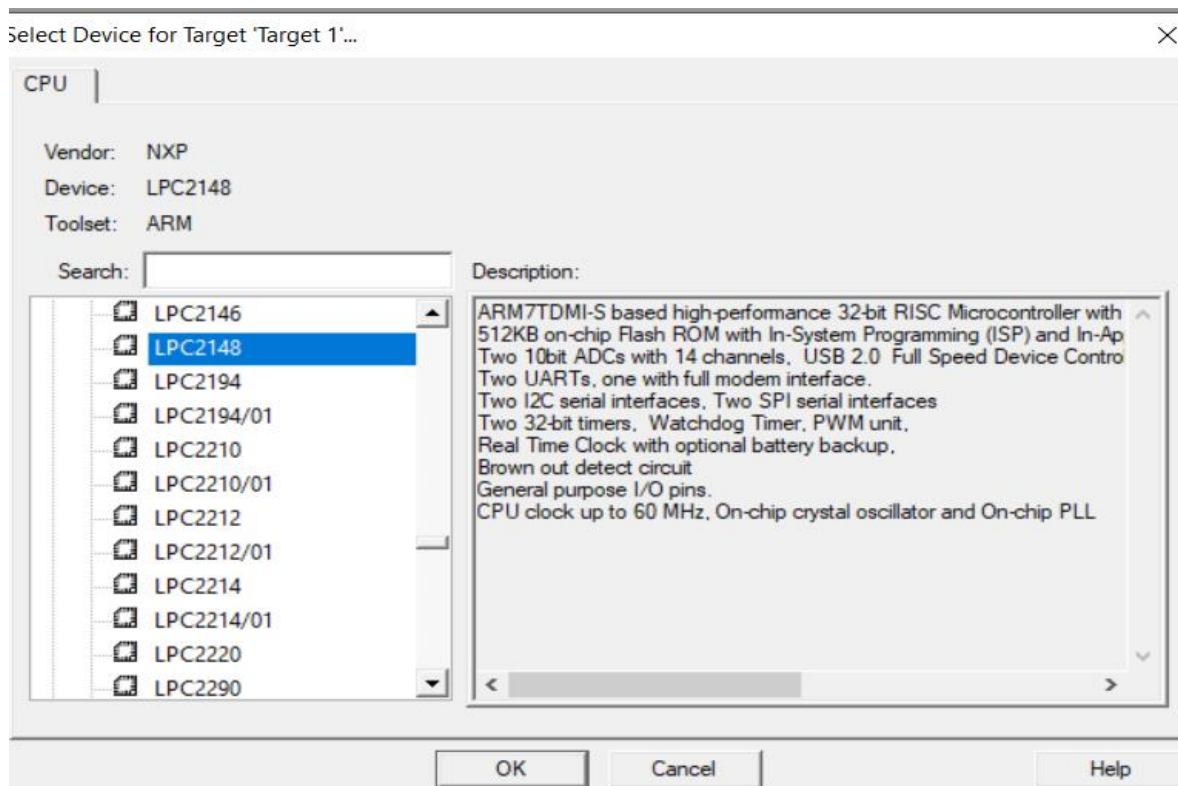 Select Device for Target 'Target 1'...
CPU
Vendor: NXP
Device: LPC2148
Toolset: ARM
Search:
Description:
LPC2146
LPC2148
LPC2194
LPC2194/01
LPC2210
LPC2210/01
LPC2212
LPC2212/01
LPC2214
LPC2214/01
LPC2220
LPC2290
ARM7TDMI-S based high-performance 32-bit RISC Microcontroller with
512KB on-chip Flash ROM with In-System Programming (ISP) and In-Ap
Two 10bit ADCs with 14 channels, USB 2.0 Full Speed Device Contro
Two UARTs, one with full modem interface.
Two I2C serial interfaces, Two SPI serial interfaces
Two 32-bit timers, Watchdog Timer, PWM unit,
Real Time Clock with optional battery backup,
Brown out detect circuit
General purpose I/O pins.
CPU clock up to 60 MHz, On-chip crystal oscillator and On-chip PLL
OK Cancel Help